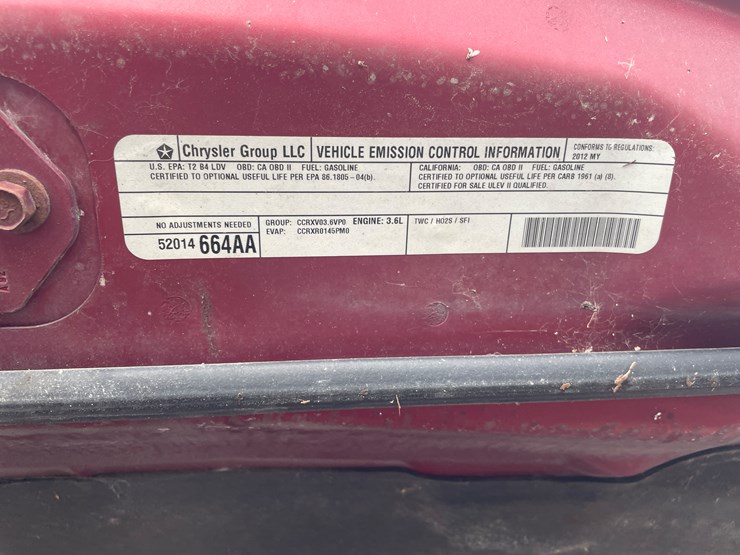 Chrysler Group LLC VEHICLE EMISSION CONTROL INFORMATION
CONFORMS TO REGULATIONS:
2012 MY
U.S. EPA: T2 B4 LDV OBD: CA OBD II FUEL: GASOLINE
CERTIFIED TO OPTIONAL USEFUL LIFE PER EPA 86.1805-04(b).
CALIFORNIA: OBD: CA OBD II FUEL: GASOLINE
CERTIFIED TO OPTIONAL USEFUL LIFE PER CARB 1961 (a) (8).
CERTIFIED FOR SALE ULEV II QUALIFIED.
NO ADJUSTMENTS NEEDED
52014 664AA
GROUP: CCRXV03.6VP0 ENGINE: 3.6L
EVAP: CCRXR0145PM0
TWC / HO2S / SFI